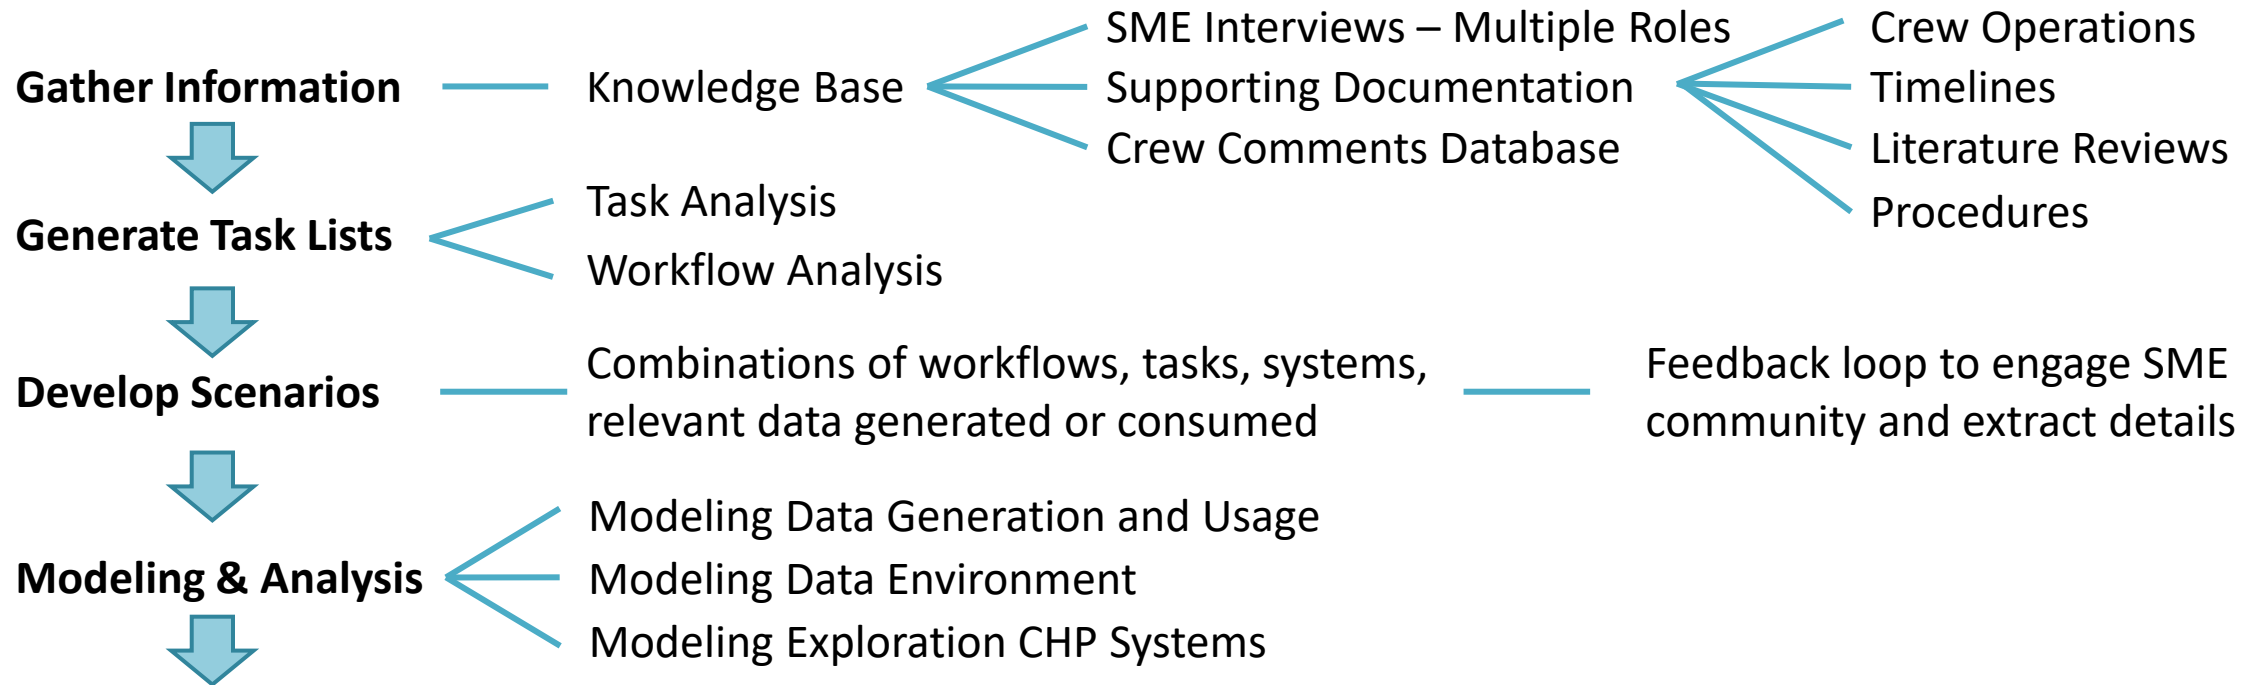 Gather Information
Knowledge Base
SME Interviews – Multiple Roles
Supporting Documentation
Crew Comments Database
Crew Operations
Timelines
Literature Reviews
Procedures
Generate Task Lists
Task Analysis
Workflow Analysis
Develop Scenarios
Combinations of workflows, tasks, systems,
relevant data generated or consumed
Feedback loop to engage SME
community and extract details
Modeling & Analysis
Modeling Data Generation and Usage
Modeling Data Environment
Modeling Exploration CHP Systems